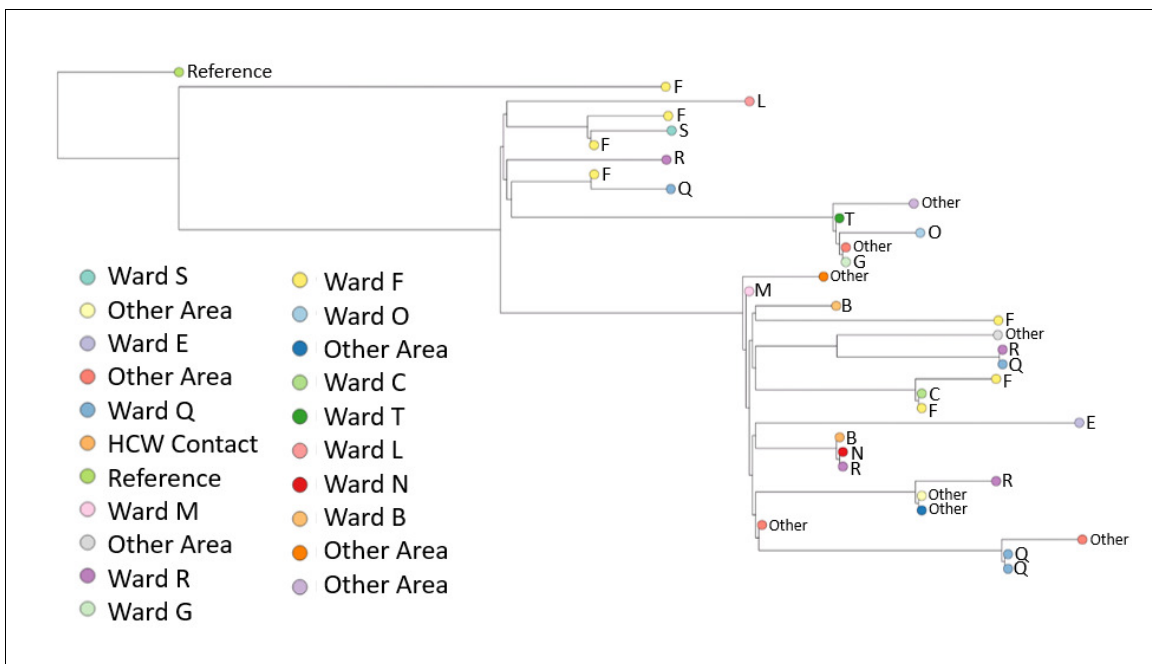 Reference
F
L
F
S
F
R
F
Q
Other
T
O
Other
G
Other
M
B
F
Other
R
Q
F
C
F
E
B
N
R
R
Other
Other
Other
Other
Q
Q
Ward S
Other Area
Ward E
Other Area
Ward Q
HCW Contact
Reference
Ward M
Other Area
Ward R
Ward G
Ward F
Ward O
Other Area
Ward C
Ward T
Ward L
Ward N
Ward B
Other Area
Other Area